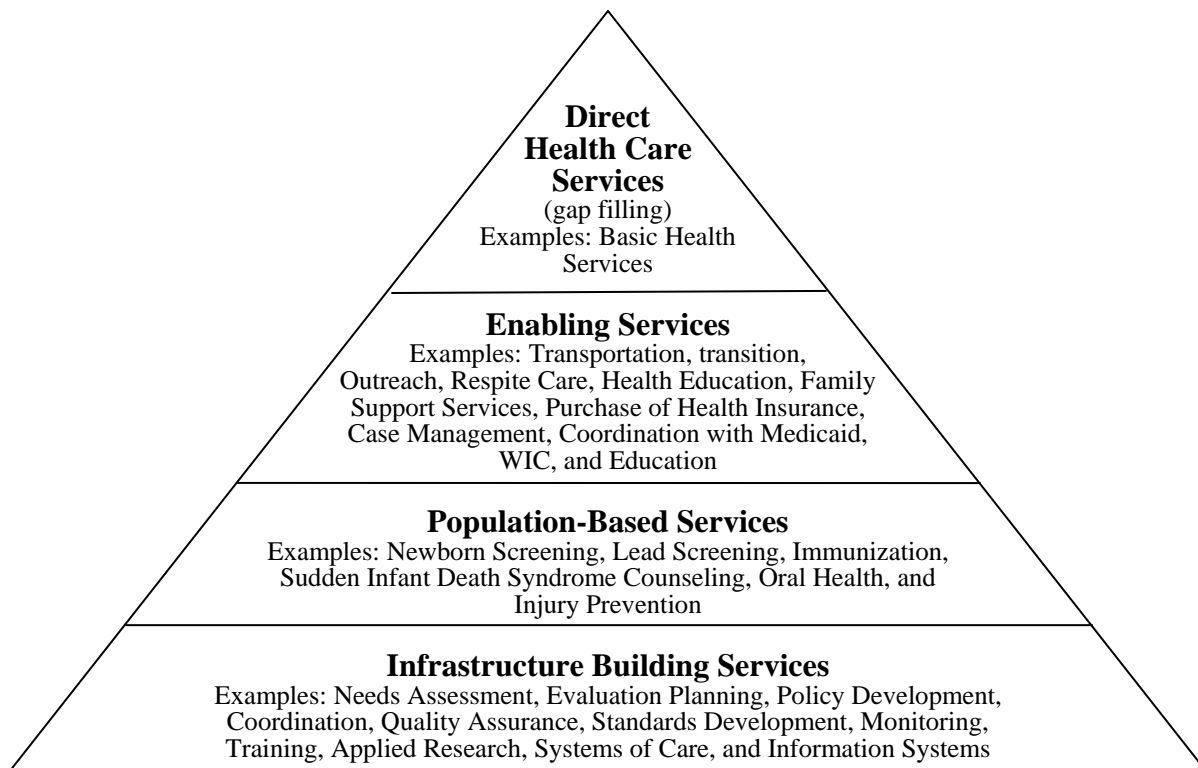 Direct
Health Care
Services
(gap filling)
Examples: Basic Health
Services
Enabling Services
Examples: Transportation, transition,
Outreach, Respite Care, Health Education, Family
Support Services, Purchase of Health Insurance,
Case Management, Coordination with Medicaid,
WIC, and Education
Population-Based Services
Examples: Newborn Screening, Lead Screening, Immunization,
Sudden Infant Death Syndrome Counseling, Oral Health, and
Injury Prevention
Infrastructure Building Services
Examples: Needs Assessment, Evaluation Planning, Policy Development,
Coordination, Quality Assurance, Standards Development, Monitoring,
Training, Applied Research, Systems of Care, and Information Systems